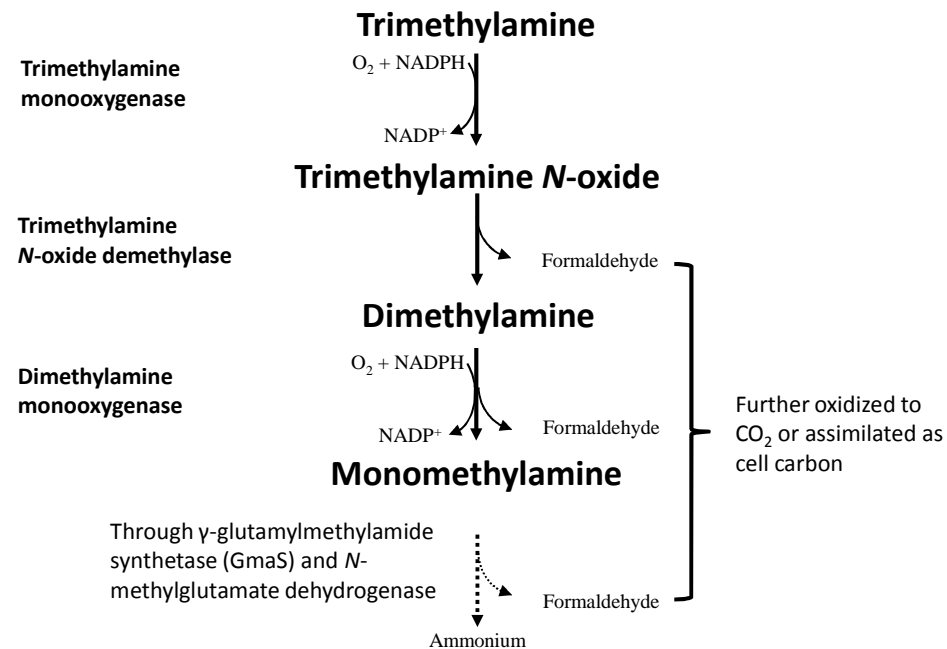 Trimethylamine
O₂ + NADPH
Trimethylamine
monooxygenase
NADP⁺
Trimethylamine N-oxide
Trimethylamine
N-oxide demethylase
Formaldehyde
Dimethylamine
O₂ + NADPH
Dimethylamine
monooxygenase
NADP⁺
Formaldehyde
Further oxidized to
CO₂ or assimilated as
cell carbon
Monomethylamine
Through γ-glutamylmethylamide
synthetase (GmaS) and N-
methylglutamate dehydrogenase
Formaldehyde
Ammonium